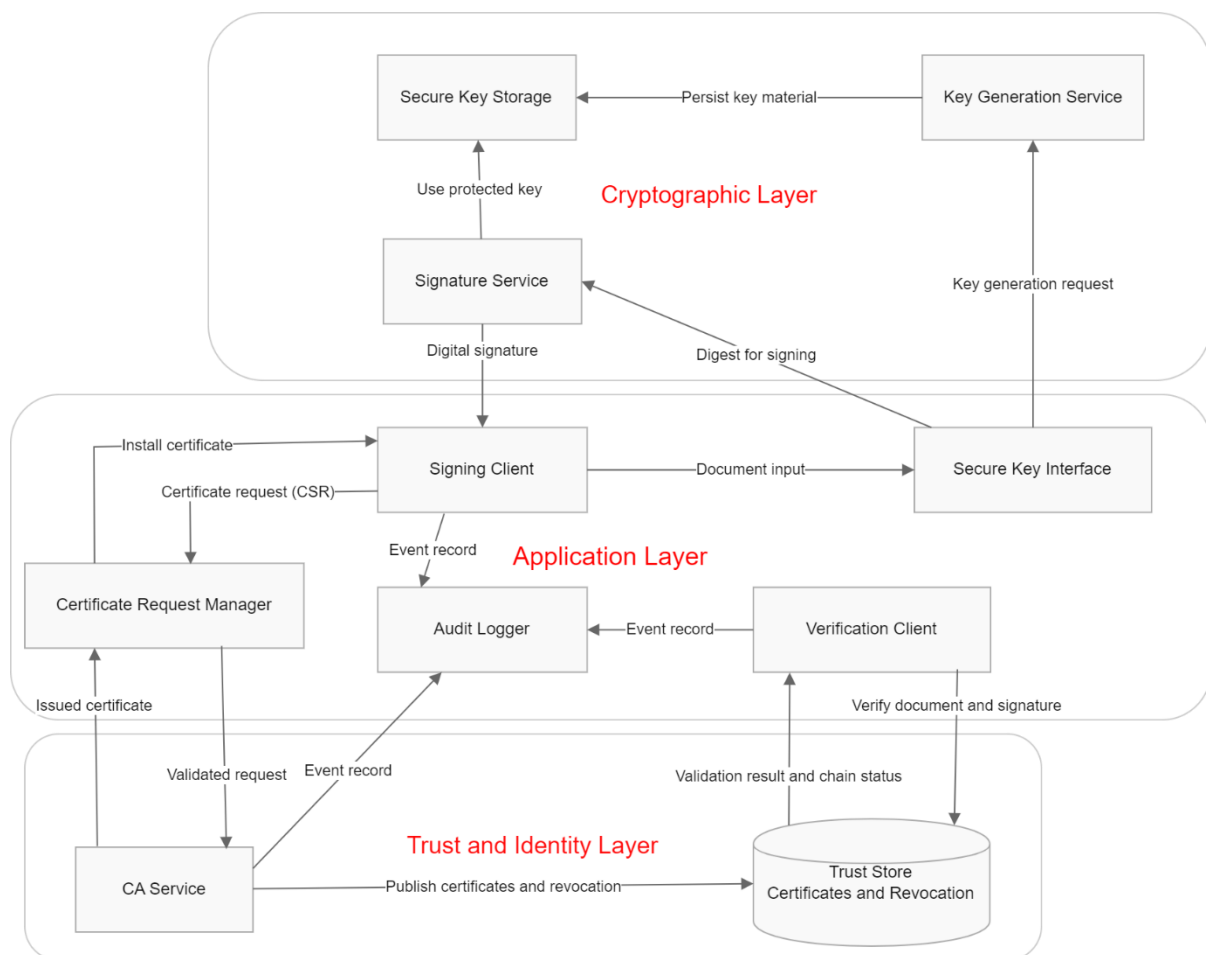 Secure Key Storage
Persist key material
Key Generation Service
Use protected key
Cryptographic Layer
Signature Service
Key generation request
Digital signature
Digest for signing
Install certificate
Signing Client
Document input
Secure Key Interface
Certificate request (CSR)
Event record
Application Layer
Certificate Request Manager
Audit Logger
Event record
Verification Client
Issued certificate
Verify document and signature
Validated request
Event record
Validation result and chain status
Trust and Identity Layer
CA Service
Publish certificates and revocation
Trust Store
Certificates and Revocation